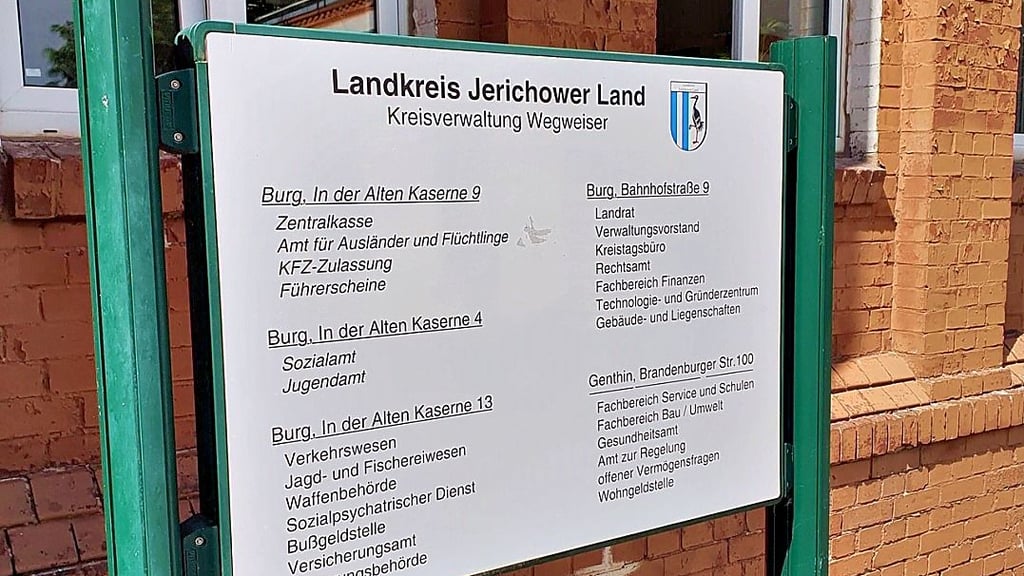 Landkreis Jerichower Land
Kreisverwaltung Wegweiser
Burg, In der Alten Kaserne 9
Zentralkasse
Amt für Ausländer und Flüchtlinge
KFZ-Zulassung
Führerscheine
Burg, In der Alten Kaserne 4
Sozialamt
Jugendamt
Burg, In der Alten Kaserne 13
Verkehrswesen
Jagd- und Fischereiwesen
Waffenbehörde
Sozialpsychatrischer Dienst
Bußgeldstelle
Versicherungsamt
Burg, Bahnhofstraße 9
Landrat
Verwaltungsvorstand
Kreistagsbüro
Rechtsamt
Fachbereich Finanzen
Technologie- und Gründerzentrum
Gebäude- und Liegenschaften
Genthin, Brandenburger Str.100
Fachbereich Service und Schulen
Fachbereich Bau / Umwelt
Gesundheitsamt
Amt zur Regelung
offener Vermögensfragen
Wohngeldstelle